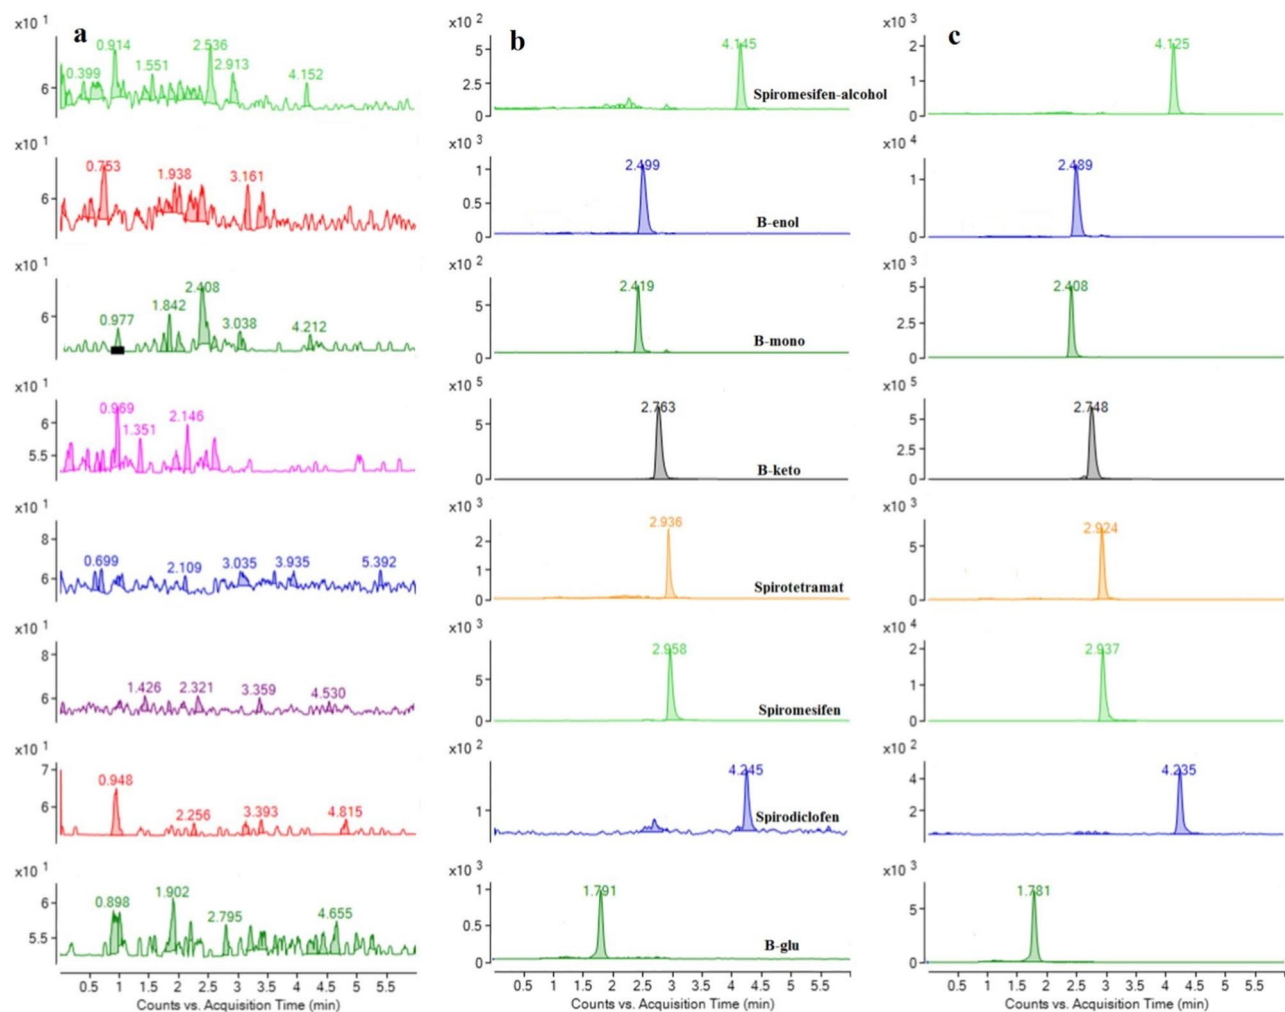 a
x10 1
0.399 0.914 1.551 2.536 2.913 4.152
6
x10 1
0.753 1.938 3.161
6
x10 1
0.977 1.842 2.408 3.038 4.212
6
x10 1
0.969 1.351 2.146
6
5.5
x10 1
8
0.699 2.109 3.035 3.935 5.392
6
x10 1
8
1.426 2.321 3.359 4.530
6
x10 1
7
0.948 2.256 3.393 4.815
6
x10 1
0.898 1.902 2.795 4.655
6
5.5
0.5 1 1.5 2 2.5 3 3.5 4 4.5 5 5.5
Counts vs. Acquisition Time (min)
b
x10 2
4.145
5
2.5
Spiromesifen-alcohol
0
x10 3
2.499
1
0.5
B-enol
0
x10 2
2.419
5
B-mono
0
x10 5
2.763
5
B-keto
0
x10 3
2.936
2
1
Spirotetramat
0
x10 3
2.958
5
Spiromesifen
0
x10 2
4.245
1
Spirodiclofen
x10 3
1.791
1
0.5
B-glu
0
0.5 1 1.5 2 2.5 3 3.5 4 4.5 5 5.5
Counts vs. Acquisition Time (min)
c
x10 3
4.125
2
1
0
x10 4
2.489
1
0
x10 3
2.408
5
2.5
0
x10 5
2.748
5
2.5
0
x10 3
2.924
5
0
x10 4
2.937
2
1
0
x10 2
4.235
4
2
x10 3
1.781
5
0
0.5 1 1.5 2 2.5 3 3.5 4 4.5 5 5.5
Counts vs. Acquisition Time (min)